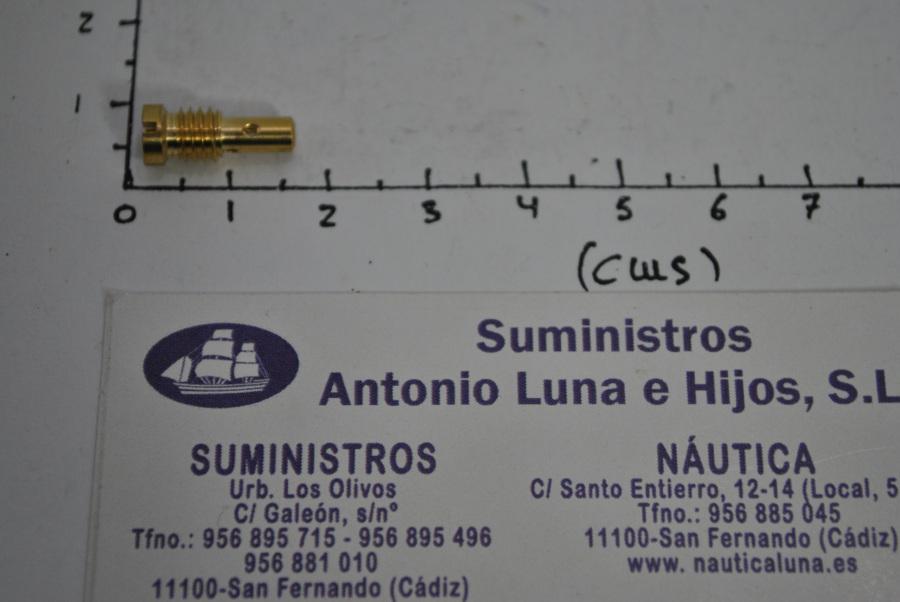 2
1
0 1 2 3 4 5 6 7
(cms)
Suministros
Antonio Luna e Hijos, S.L
SUMINISTROS
Urb. Los Olivos
C/ Galeón, s/nº
Tfno.: 956 895 715 - 956 895 496
956 881 010
11100-San Fernando (Cádiz)
NÁUTICA
C/ Santo Entierro, 12-14 (Local, 5
Tfno.: 956 885 045
11100-San Fernando (Cádiz)
www. nauticaluna.es